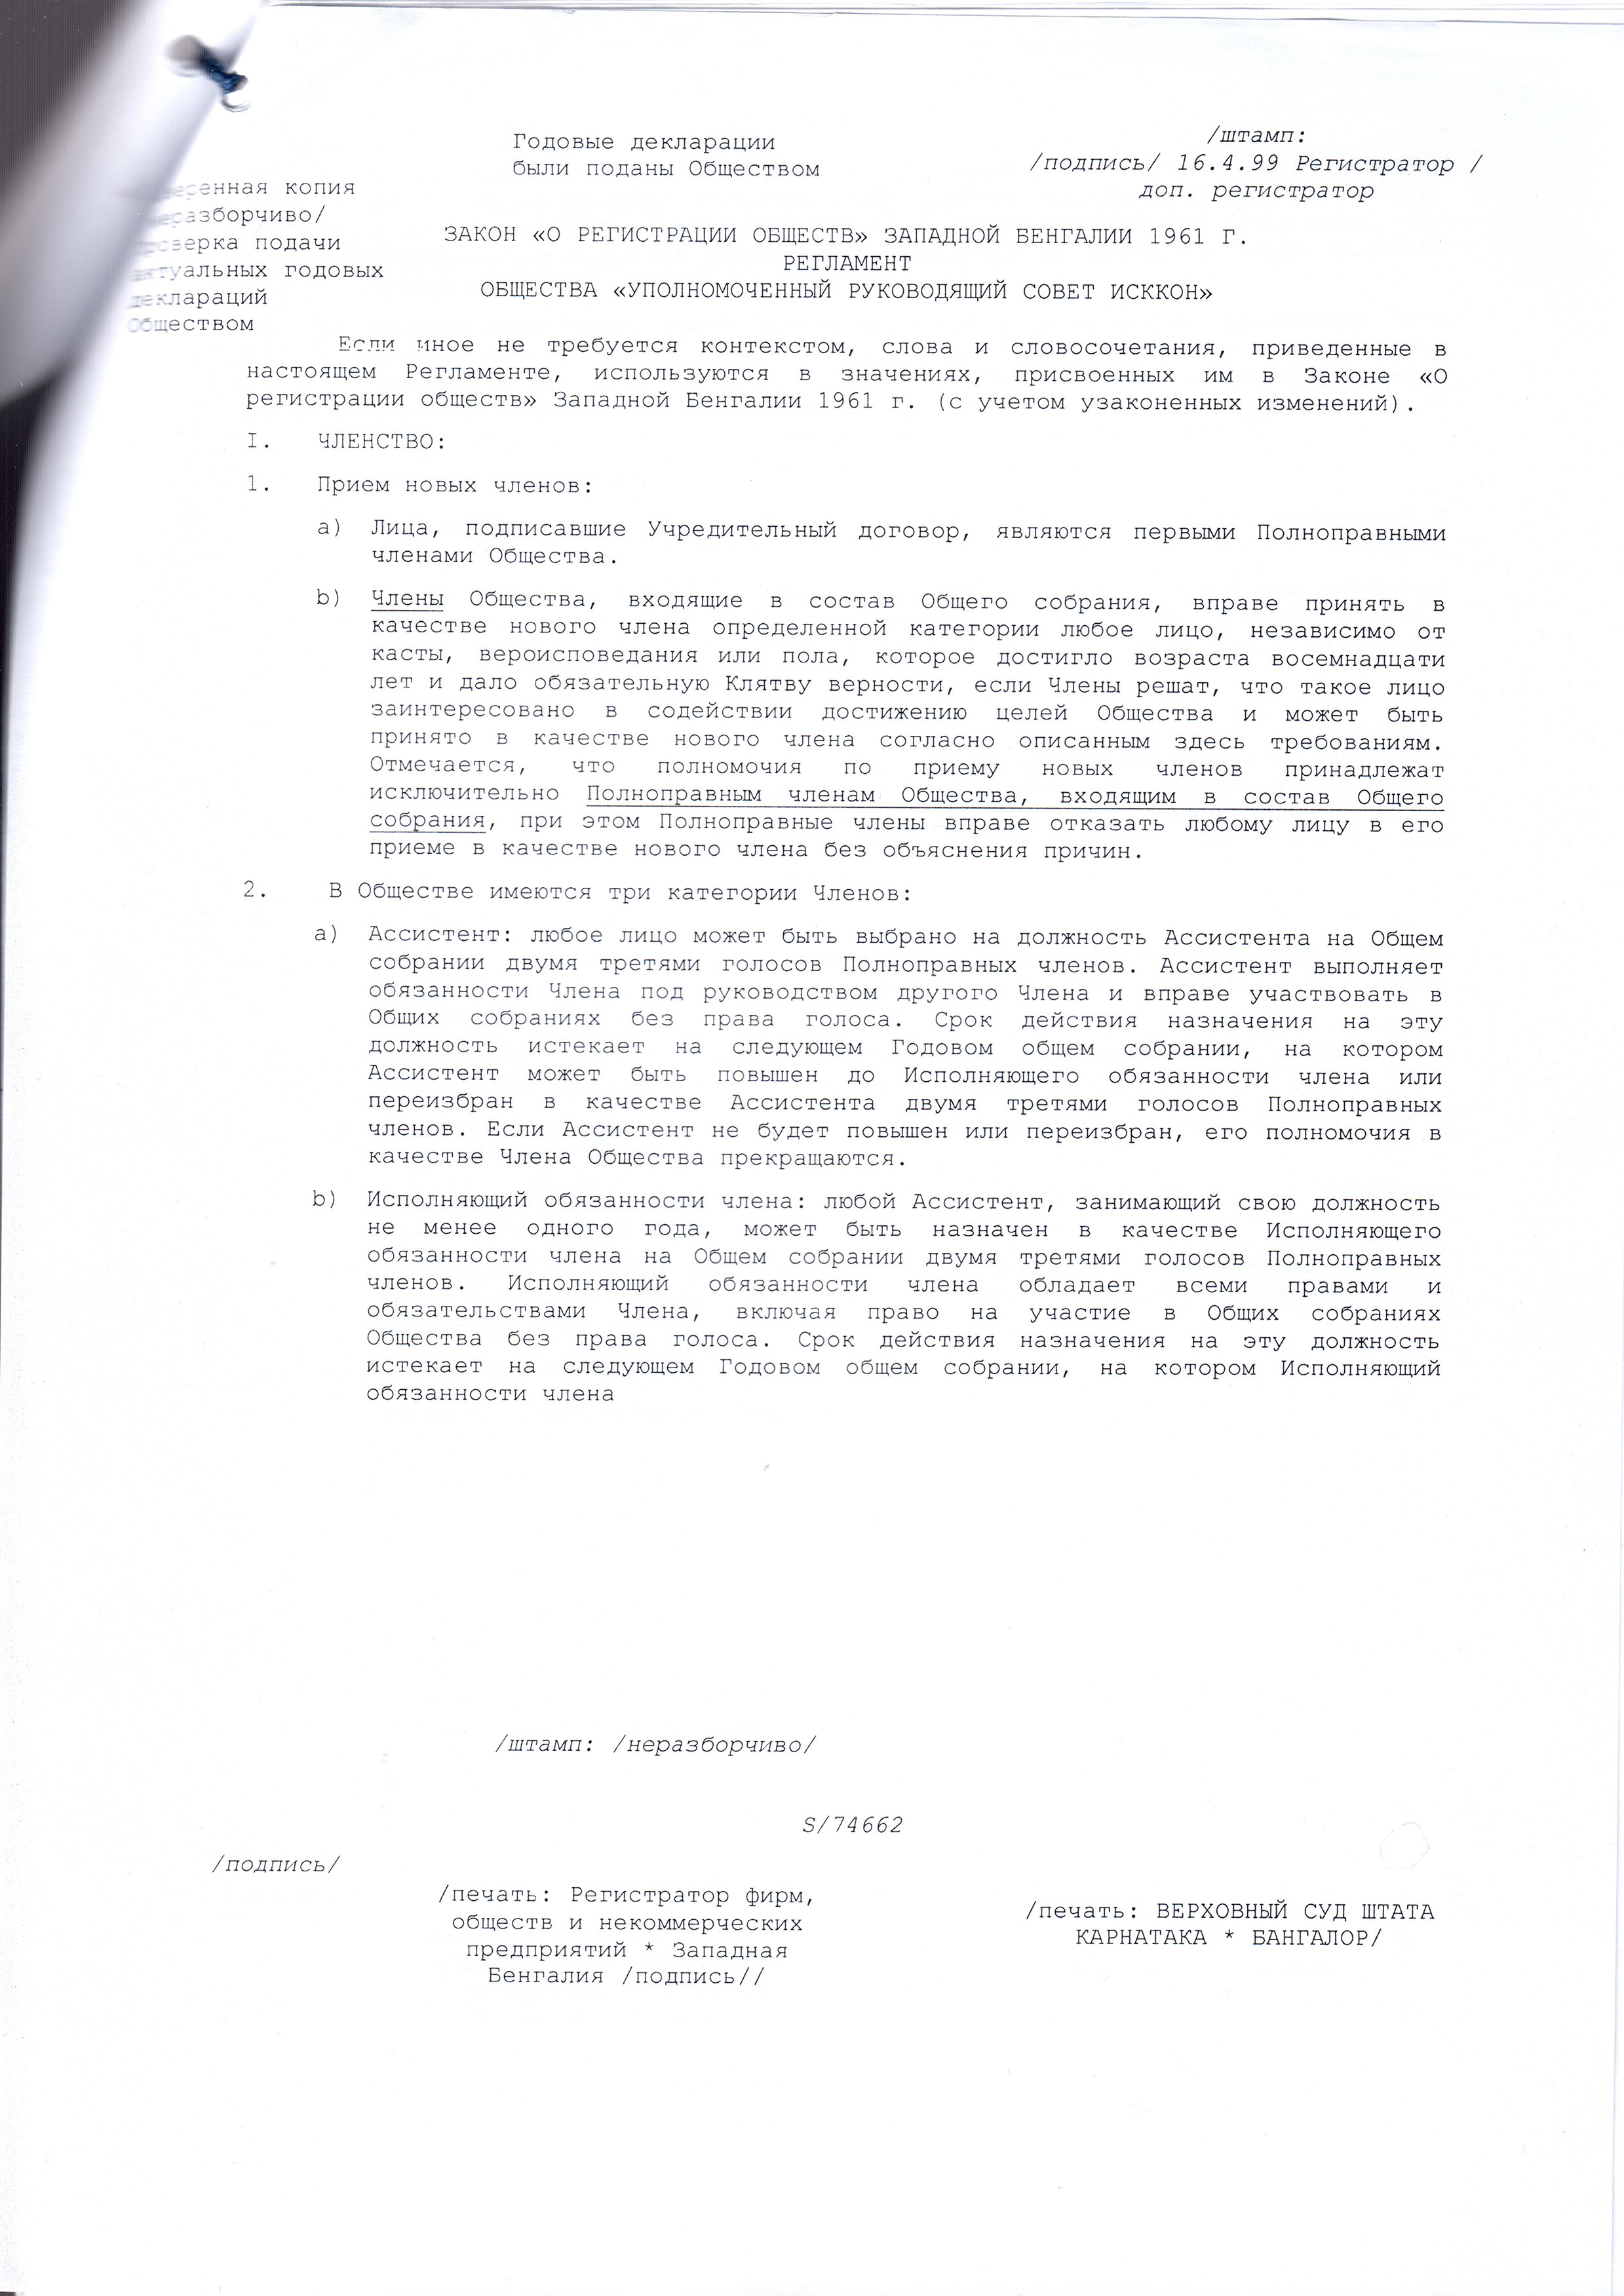 Годовые декларации
были поданы Обществом
/штамп:
/подпись/ 16.4.99 Регистратор /
доп. регистратор
копия
подачи
годовых
деклараций
Обществом
ЗАКОН «О РЕГИСТРАЦИИ ОБЩЕСТВ» ЗАПАДНОЙ БЕНГАЛИИ 1961 Г.
РЕГЛАМЕНТ
ОБЩЕСТВА «УПОЛНОМОЧЕННЫЙ РУКОВОДЯЩИЙ СОВЕТ ИСККОН»
Если иное не требуется контекстом, слова и словосочетания, приведенные в
настоящем Регламенте, используются в значениях, присвоенных им в Законе «О
регистрации обществ» Западной Бенгалии 1961 г. (с учетом узаконенных изменений).
I. ЧЛЕНСТВО:
1. Прием новых членов:
a) Лица, подписавшие Учредительный договор, являются первыми Полноправными
членами Общества.
b) Члены Общества, входящие в состав Общего собрания, вправе принять в
качестве нового члена определенной категории любое лицо, независимо от
касты, вероисповедания или пола, которое достигло возраста восемнадцати
лет и дало обязательную Клятву верности, если Члены решат, что такое лицо
заинтересовано в содействии достижению целей Общества и может быть
принято в качестве нового члена согласно описанным здесь требованиям.
Отмечается, что полномочия по приему новых членов принадлежат
исключительно Полноправным членам Общества, входящим в состав Общего
собрания, при этом Полноправные члены вправе отказать любому лицу в его
приеме в качестве нового члена без объяснения причин.
2. В Обществе имеются три категории Членов:
a) Ассистент: любое лицо может быть выбрано на должность Ассистента на Общем
собрании двумя третями голосов Полноправных членов. Ассистент выполняет
обязанности Члена под руководством другого Члена и вправе участвовать в
Общих собраниях без права голоса. Срок действия назначения на эту
должность истекает на следующем Годовом общем собрании, на котором
Ассистент может быть повышен до Исполняющего обязанности члена или
переизбран в качестве Ассистента двумя третями голосов Полноправных
членов. Если Ассистент не будет повышен или переизбран, его полномочия в
качестве Члена Общества прекращаются.
b) Исполняющий обязанности члена: любой Ассистент, занимающий свою должность
не менее одного года, может быть назначен в качестве Исполняющего
обязанности члена на Общем собрании двумя третями голосов Полноправных
членов. Исполняющий обязанности члена обладает всеми правами и
обязательствами Члена, включая право на участие в Общих собраниях
Общества без права голоса. Срок действия назначения на эту должность
истекает на следующем Годовом общем собрании, на котором Исполняющий
обязанности члена
/штамп: /неразборчиво/
S/74662
/подпись/
/печать: Регистратор фирм,
обществ и некоммерческих
предприятий * Западная
Бенгалия /подпись//
/печать: ВЕРХОВНЫЙ СУД ШТАТА
КАРНАТАКА * БАНГАЛОР/